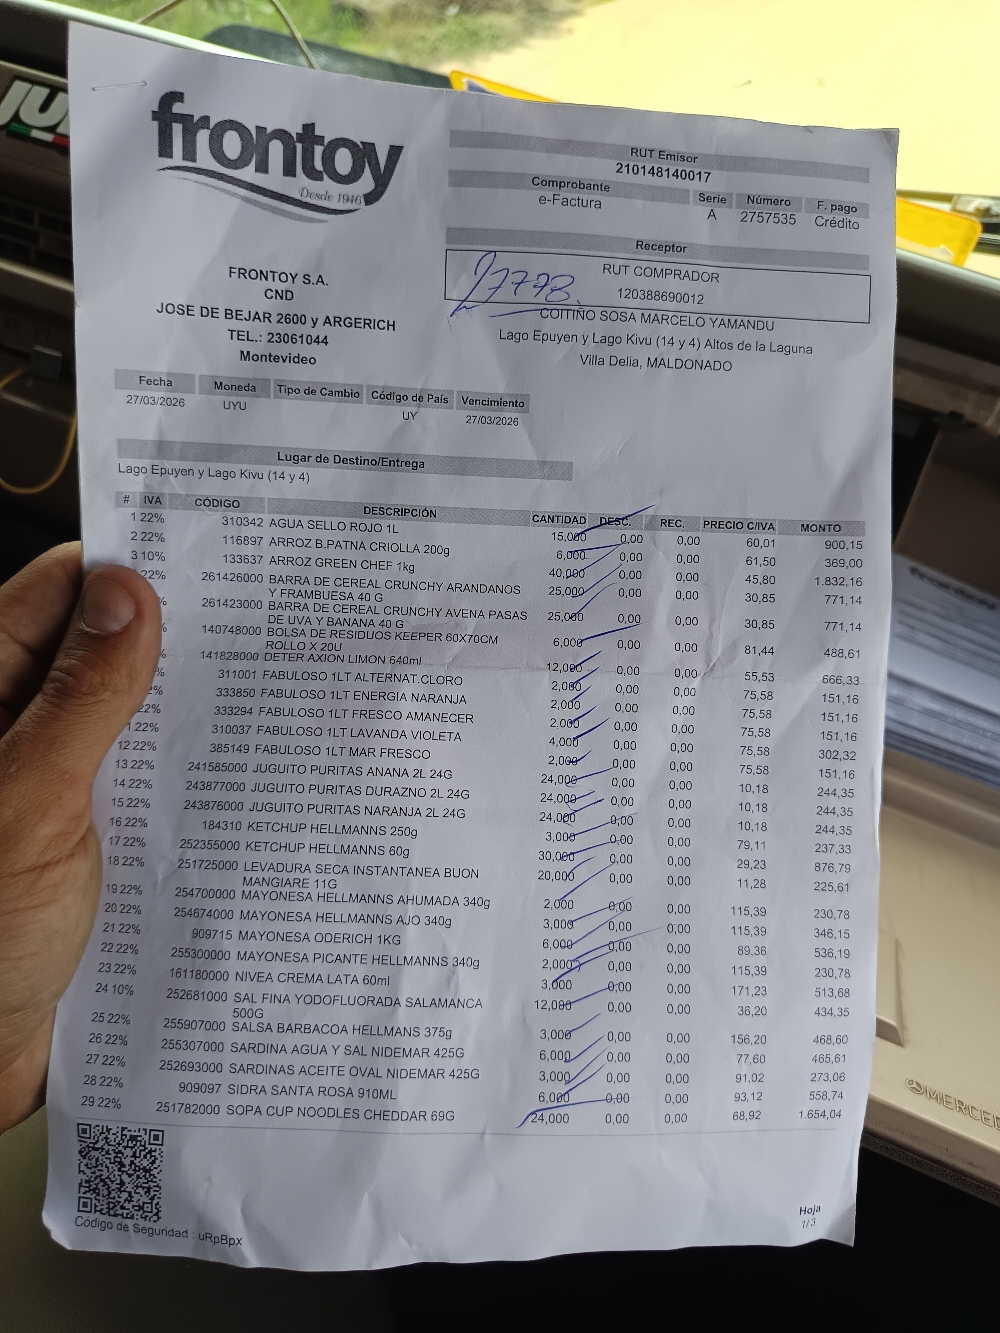 frontoy
Desde 1946
RUT Emisor
210148140017
Comprobante Serie Número F. pago
e-Factura A 2757535 Crédito
Receptor
RUT COMPRADOR
120388690012
27778
COITIÑO SOSA MARCELO YAMANDU
Lago Epuyen y Lago Kivu (14 y 4) Altos de la Laguna
Villa Delia, MALDONADO
FRONTOY S.A.
CND
JOSE DE BEJAR 2600 y ARGERICH
TEL.: 23061044
Montevideo
Fecha Moneda Tipo de Cambio Código de País Vencimiento
27/03/2026 UYU UY 27/03/2026
Lugar de Destino/Entrega
Lago Epuyen y Lago Kivu (14 y 4)
# IVA CÓDIGO DESCRIPCIÓN CANTIDAD DESC. REC. PRECIO C/IVA MONTO
1 22% 310342 AGUA SELLO ROJO 1L 15,000 0,00 0,00 60,01 900,15
2 22% 116897 ARROZ B.PATNA CRIOLLA 200g 6,000 0,00 0,00 61,50 369,00
3 10% 133637 ARROZ GREEN CHEF 1kg 40,000 0,00 0,00 45,80 1.832,16
22% 261426000 BARRA DE CEREAL CRUNCHY ARANDANOS 25,000 0,00 0,00 30,85 771,14
Y FRAMBUESA 40 G
% 261423000 BARRA DE CEREAL CRUNCHY AVENA PASAS 25,000 0,00 0,00 30,85 771,14
DE UVA Y BANANA 40 G
% 140748000 BOLSA DE RESIDUOS KEEPER 60X70CM 6,000 0,00 0,00 81,44 488,61
ROLLO X 20U
% 141828000 DETER AXION LIMON 640ml 12,000 0,00 0,00 55,53 666,33
% 311001 FABULOSO 1LT ALTERNAT.CLORO 2,000 0,00 0,00 75,58 151,16
2% 333850 FABULOSO 1LT ENERGIA NARANJA 2,000 0,00 0,00 75,58 151,16
22% 333294 FABULOSO 1LT FRESCO AMANECER 2,000 0,00 0,00 75,58 151,16
1 22% 310037 FABULOSO 1LT LAVANDA VIOLETA 4,000 0,00 0,00 75,58 302,32
12 22% 385149 FABULOSO 1LT MAR FRESCO 2,000 0,00 0,00 75,58 151,16
13 22% 241585000 JUGUITO PURITAS ANANA 2L 24G 24,000 0,00 0,00 10,18 244,35
14 22% 243877000 JUGUITO PURITAS DURAZNO 2L 24G 24,000 0,00 0,00 10,18 244,35
15 22% 243876000 JUGUITO PURITAS NARANJA 2L 24G 24,000 0,00 0,00 10,18 244,35
16 22% 184310 KETCHUP HELLMANNS 250g 3,000 0,00 0,00 79,11 237,33
17 22% 252355000 KETCHUP HELLMANNS 60g 30,000 0,00 0,00 29,23 876,79
18 22% 251725000 LEVADURA SECA INSTANTANEA BUON 20,000 0,00 0,00 11,28 225,61
MANGIARE 11G
19 22% 254700000 MAYONESA HELLMANNS AHUMADA 340g 2,000 0,00 0,00 115,39 230,78
20 22% 254674000 MAYONESA HELLMANNS AJO 340g 3,000 0,00 0,00 115,39 346,15
21 22% 909715 MAYONESA ODERICH 1KG 6,000 0,00 0,00 89,36 536,19
22 22% 255300000 MAYONESA PICANTE HELLMANNS 340g 2,000 0,00 0,00 115,39 230,78
23 22% 161180000 NIVEA CREMA LATA 60ml 3,000 0,00 0,00 171,23 513,68
24 10% 252681000 SAL FINA YODOFLUORADA SALAMANCA 12,000 0,00 0,00 36,20 434,35
500G
25 22% 255907000 SALSA BARBACOA HELLMANS 375g 3,000 0,00 0,00 156,20 468,60
26 22% 255307000 SARDINA AGUA Y SAL NIDEMAR 425G 6,000 0,00 0,00 77,60 465,61
27 22% 252693000 SARDINAS ACEITE OVAL NIDEMAR 425G 3,000 0,00 0,00 91,02 273,06
28 22% 909097 SIDRA SANTA ROSA 910ML 6,000 0,00 0,00 93,12 558,74
29 22% 251782000 SOPA CUP NOODLES CHEDDAR 69G 24,000 0,00 0,00 68,92 1.654,04
Código de Seguridad : uRpBpX
Hoja
1/3
MERCED